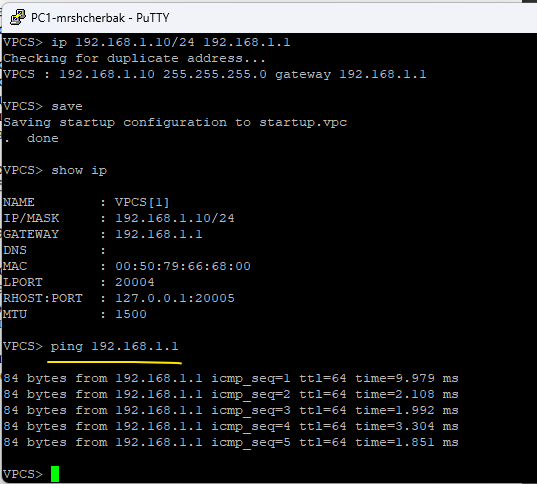 PC1-mrshcherbak - PuTTY
VPCS> ip 192.168.1.10/24 192.168.1.1
Checking for duplicate address...
VPCS : 192.168.1.10 255.255.255.0 gateway 192.168.1.1
VPCS> save
Saving startup configuration to startup.vpc
.  done
VPCS> show ip
NAME        : VPCS[1]
IP/MASK     : 192.168.1.10/24
GATEWAY     : 192.168.1.1
DNS         :
MAC         : 00:50:79:66:68:00
LPORT       : 20004
RHOST:PORT  : 127.0.0.1:20005
MTU         : 1500
VPCS> ping 192.168.1.1
84 bytes from 192.168.1.1 icmp_seq=1 ttl=64 time=9.979 ms
84 bytes from 192.168.1.1 icmp_seq=2 ttl=64 time=2.108 ms
84 bytes from 192.168.1.1 icmp_seq=3 ttl=64 time=1.992 ms
84 bytes from 192.168.1.1 icmp_seq=4 ttl=64 time=3.304 ms
84 bytes from 192.168.1.1 icmp_seq=5 ttl=64 time=1.851 ms
VPCS>